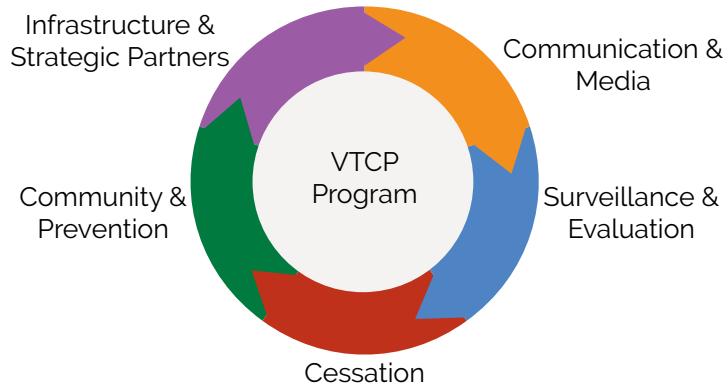 Infrastructure &
Strategic Partners
Communication &
Media
VTCP
Program
Community &
Prevention
Surveillance &
Evaluation
Cessation